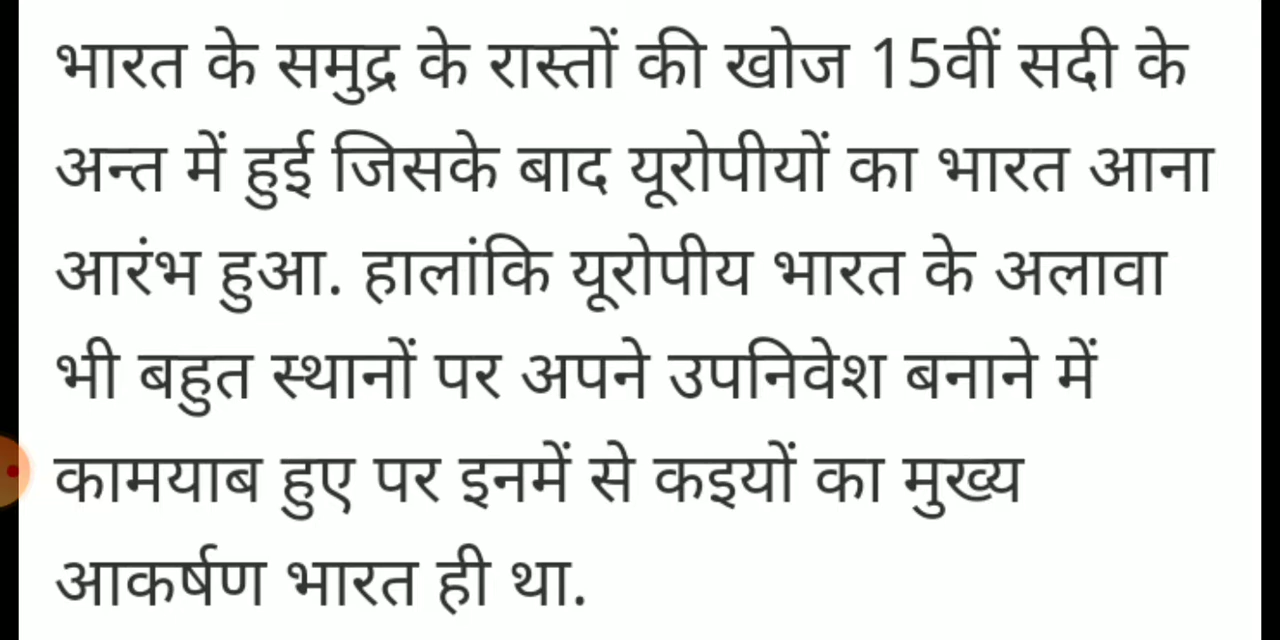 भारत के समुद्र के रास्तों की खोज 15वीं सदी के
अन्त में हुई जिसके बाद यूरोपीयों का भारत आना
आरंभ हुआ. हालांकि यूरोपीय भारत के अलावा
भी बहुत स्थानों पर अपने उपनिवेश बनाने में
कामयाब हुए पर इनमें से कइयों का मुख्य
आकर्षण भारत ही था.